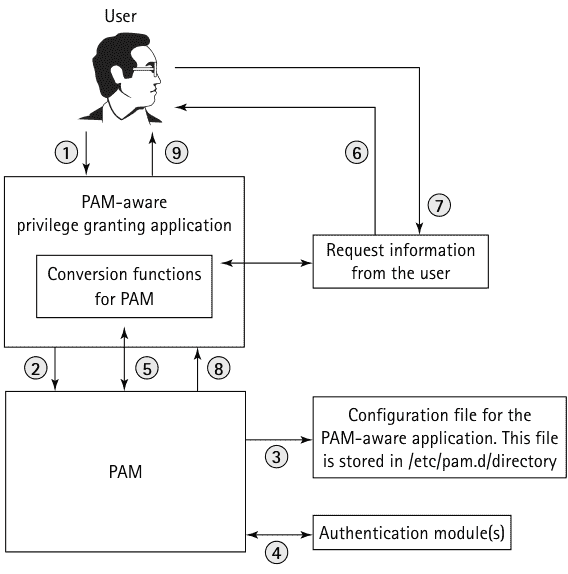 User
1
9
6
7
PAM-aware
privilege granting application
Conversion functions
for PAM
Request information
from the user
2
5
8
PAM
3
Configuration file for the
PAM-aware application. This file
is stored in /etc/pam.d/directory
4
Authentication module(s)